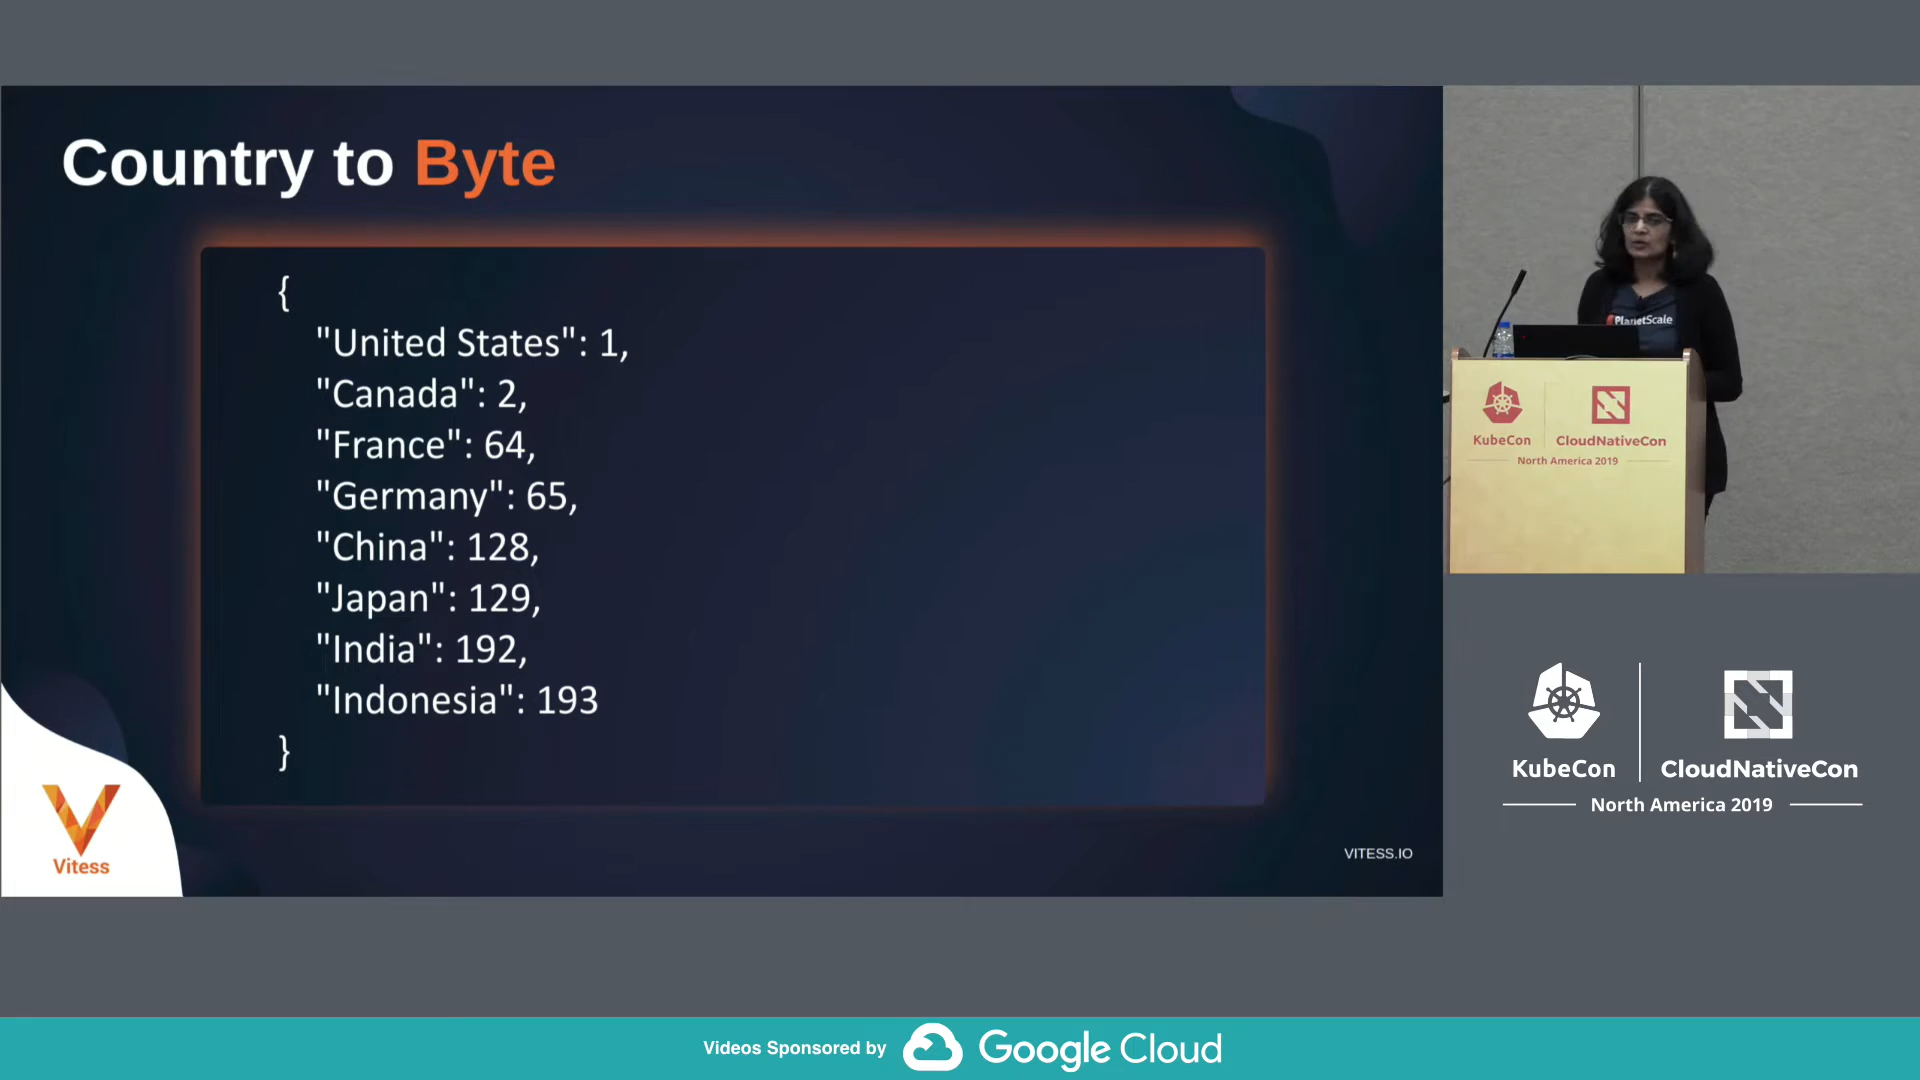 Country to Byte
{
"United States": 1,
"Canada": 2,
"France": 64,
"Germany": 65,
"China": 128,
"Japan": 129,
"India": 192,
"Indonesia": 193
}
Vitess
VITESS.IO
PlanetScale
KubeCon
CloudNativeCon
North America 2019
KubeCon
CloudNativeCon
North America 2019
Videos Sponsored by Google Cloud